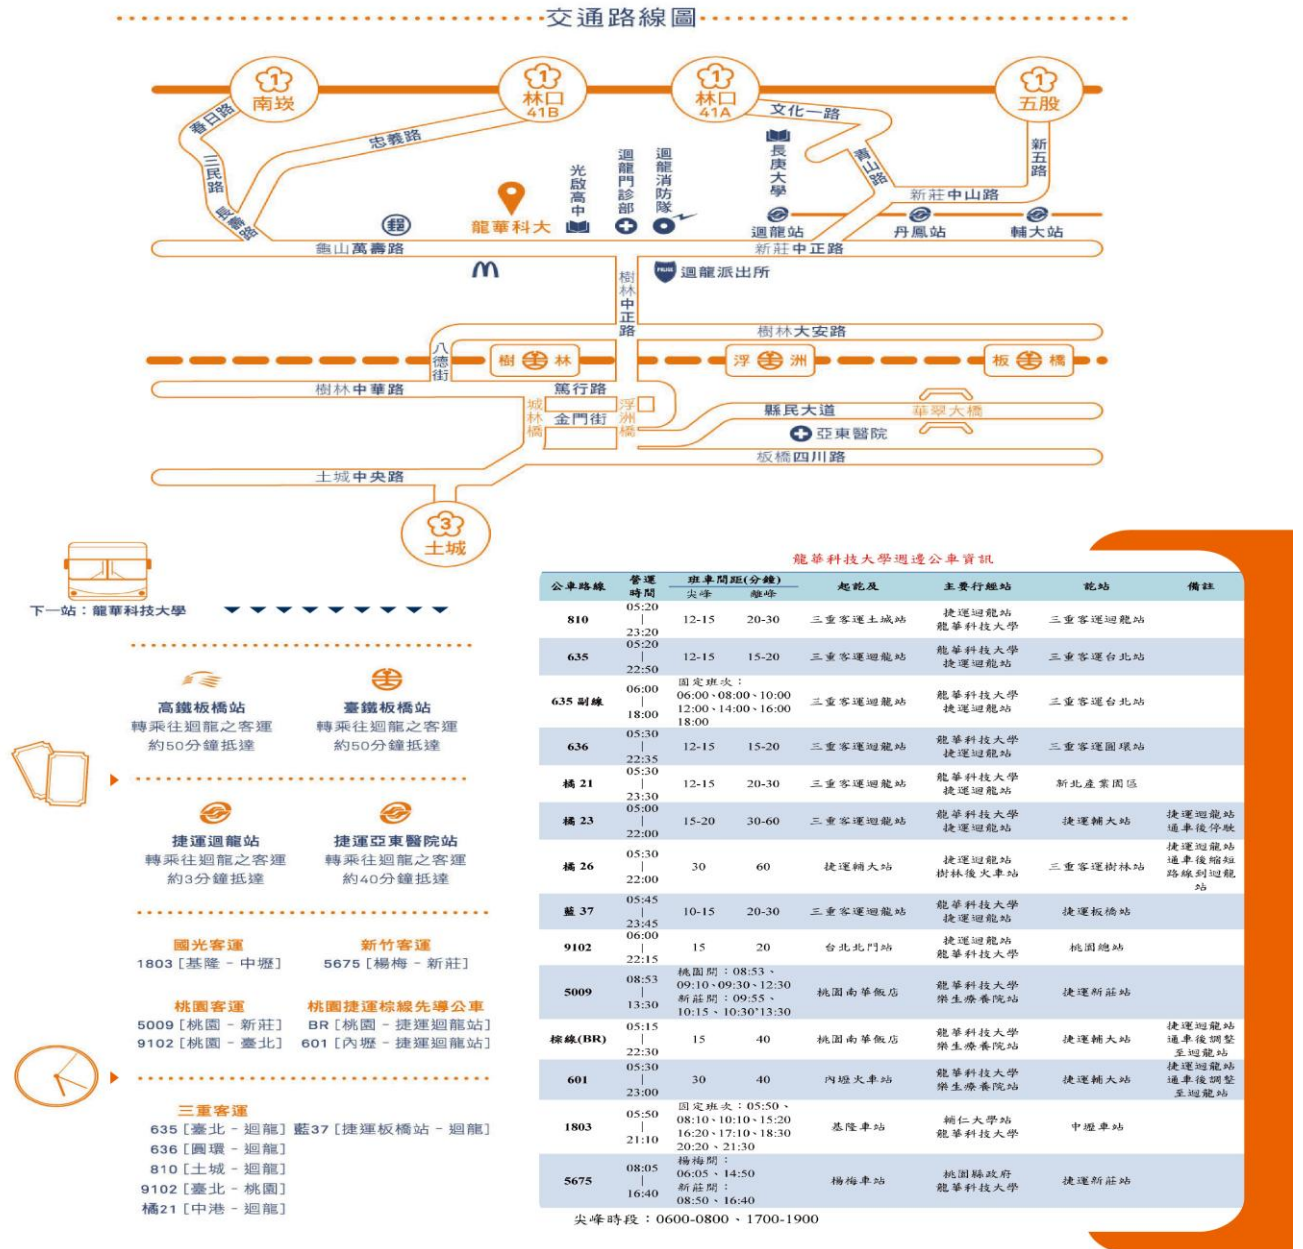 交通路線圖
1 南崁
1 林口 41B
1 林口 41A
1 五股
春日路
三民路
長壽路
忠義路
文化一路
青山路
新五路
新莊中山路
光啟高中
迴龍門診部
迴龍消防隊
長庚大學
郵
龍華科大
迴龍站
丹鳳站
輔大站
龜山萬壽路
新莊中正路
POLICE
迴龍派出所
樹林中正路
樹林大安路
八德街
樹 林
浮 洲
板 橋
樹林中華路
篤行路
城林橋
金門街
浮洲橋
縣民大道
華翠大橋
亞東醫院
板橋四川路
土城中央路
3 土城
下一站：龍華科技大學
高鐵板橋站
轉乘往迴龍之客運
約50分鐘抵達
臺鐵板橋站
轉乘往迴龍之客運
約50分鐘抵達
捷運迴龍站
轉乘往迴龍之客運
約3分鐘抵達
捷運亞東醫院站
轉乘往迴龍之客運
約40分鐘抵達
國光客運
1803 [基隆 - 中壢]
新竹客運
5675 [楊梅 - 新莊]
桃園客運
5009 [桃園 - 新莊]
9102 [桃園 - 臺北]
桃園捷運棕線先導公車
BR [桃園 - 捷運迴龍站]
601 [內壢 - 捷運迴龍站]
三重客運
635 [臺北 - 迴龍] 藍37 [捷運板橋站 - 迴龍]
636 [圓環 - 迴龍]
810 [土城 - 迴龍]
9102 [臺北 - 桃園]
橘21 [中港 - 迴龍]
龍華科技大學週邊公車資訊
公車路線 營運時間 班車間距(分鐘) 尖峰 離峰 起訖及 主要行經站 訖站 備註
810 05:20 | 23:20 12-15 20-30 三重客運土城站 捷運迴龍站 龍華科技大學 三重客運迴龍站
635 05:20 | 22:50 12-15 15-20 三重客運迴龍站 龍華科技大學 捷運迴龍站 三重客運台北站
635 副線 06:00 | 18:00 固定班次： 06:00、08:00、10:00 12:00、14:00、16:00 18:00 三重客運迴龍站 龍華科技大學 捷運迴龍站 三重客運台北站
636 05:30 | 22:35 12-15 15-20 三重客運迴龍站 龍華科技大學 捷運迴龍站 三重客運圓環站
橘 21 05:30 | 23:30 12-15 20-30 三重客運迴龍站 龍華科技大學 捷運迴龍站 新北產業園區
橘 23 05:00 | 22:00 15-20 30-60 三重客運迴龍站 龍華科技大學 捷運迴龍站 捷運輔大站 捷運迴龍站通車後停駛
橘 26 05:30 | 22:00 30 60 捷運輔大站 捷運迴龍站 樹林後火車站 三重客運樹林站 捷運迴龍站通車後縮短路線到迴龍站
藍 37 05:45 | 23:45 10-15 20-30 三重客運迴龍站 龍華科技大學 捷運迴龍站 捷運板橋站
9102 06:00 | 22:15 15 20 台北北門站 捷運迴龍站 龍華科技大學 桃園總站
5009 08:53 | 13:30 桃園開：08:53、 09:10、09:30、12:30 新莊開：09:55、 10:15、10:30`13:30 桃園南華飯店 龍華科技大學 樂生療養院站 捷運新莊站
棕線(BR) 05:15 | 22:30 15 40 桃園南華飯店 龍華科技大學 樂生療養院站 捷運輔大站 捷運迴龍站通車後調整至迴龍站
601 05:30 | 23:00 30 40 內壢火車站 龍華科技大學 樂生療養院站 捷運輔大站 捷運迴龍站通車後調整至迴龍站
1803 05:50 | 21:10 固定班次：05:50、 08:10、10:10、15:20 16:20、17:10、18:30 20:20、21:30 基隆車站 輔仁大學站 龍華科技大學 中壢車站
5675 08:05 | 16:40 楊梅開： 06:05、14:50 新莊開： 08:50、16:40 楊梅車站 桃園縣政府 龍華科技大學 捷運新莊站
尖峰時段：0600-0800、1700-1900